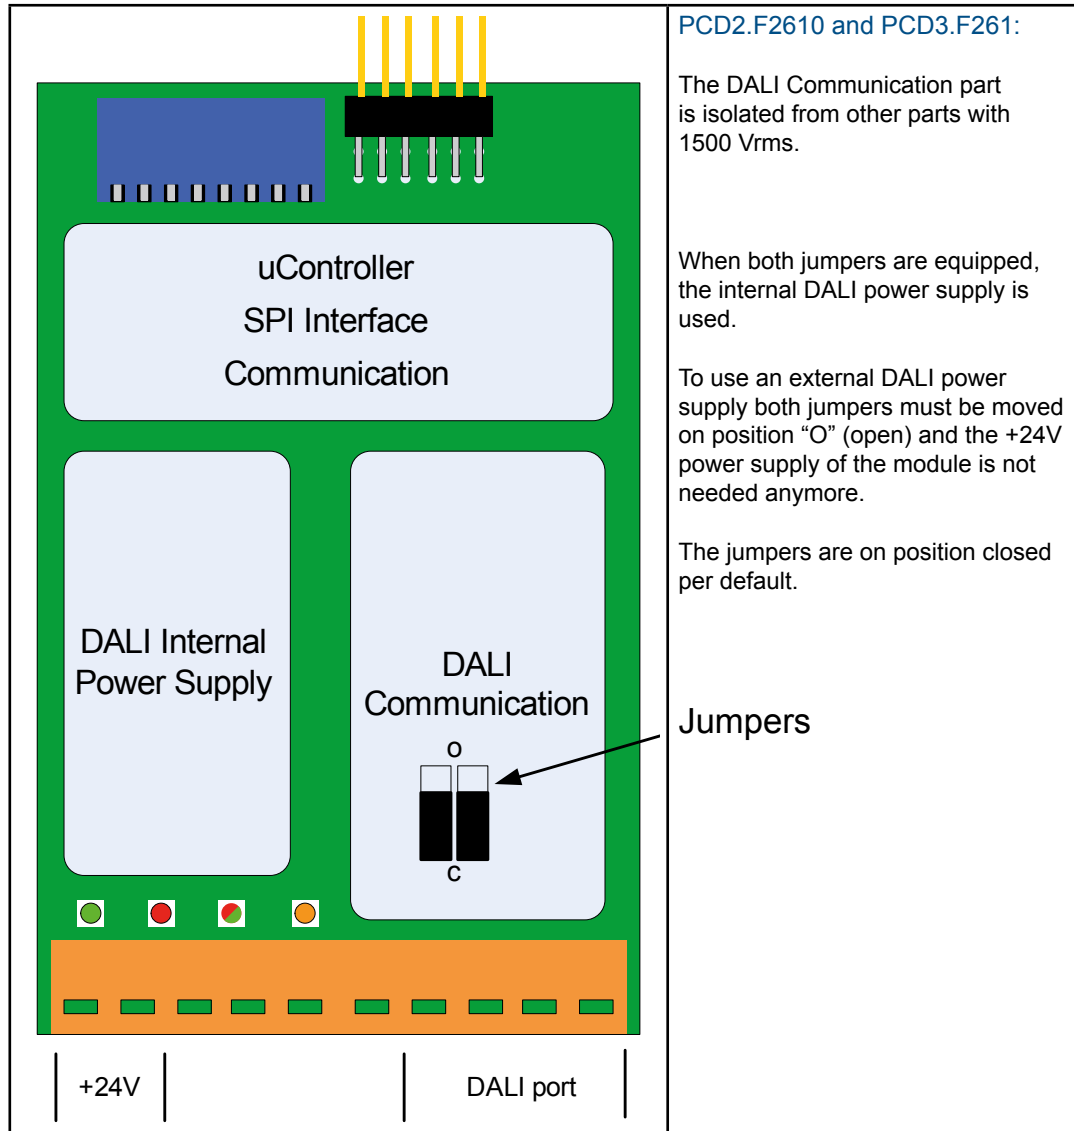 PCD2.F2610 and PCD3.F261:
The DALI Communication part
is isolated from other parts with
1500 Vrms.
When both jumpers are equipped,
the internal DALI power supply is
used.
To use an external DALI power
supply both jumpers must be moved
on position “O” (open) and the +24V
power supply of the module is not
needed anymore.
The jumpers are on position closed
per default.
Jumpers
uController
SPI Interface
Communication
DALI Internal
Power Supply
DALI
Communication
O
C
+24V
DALI port